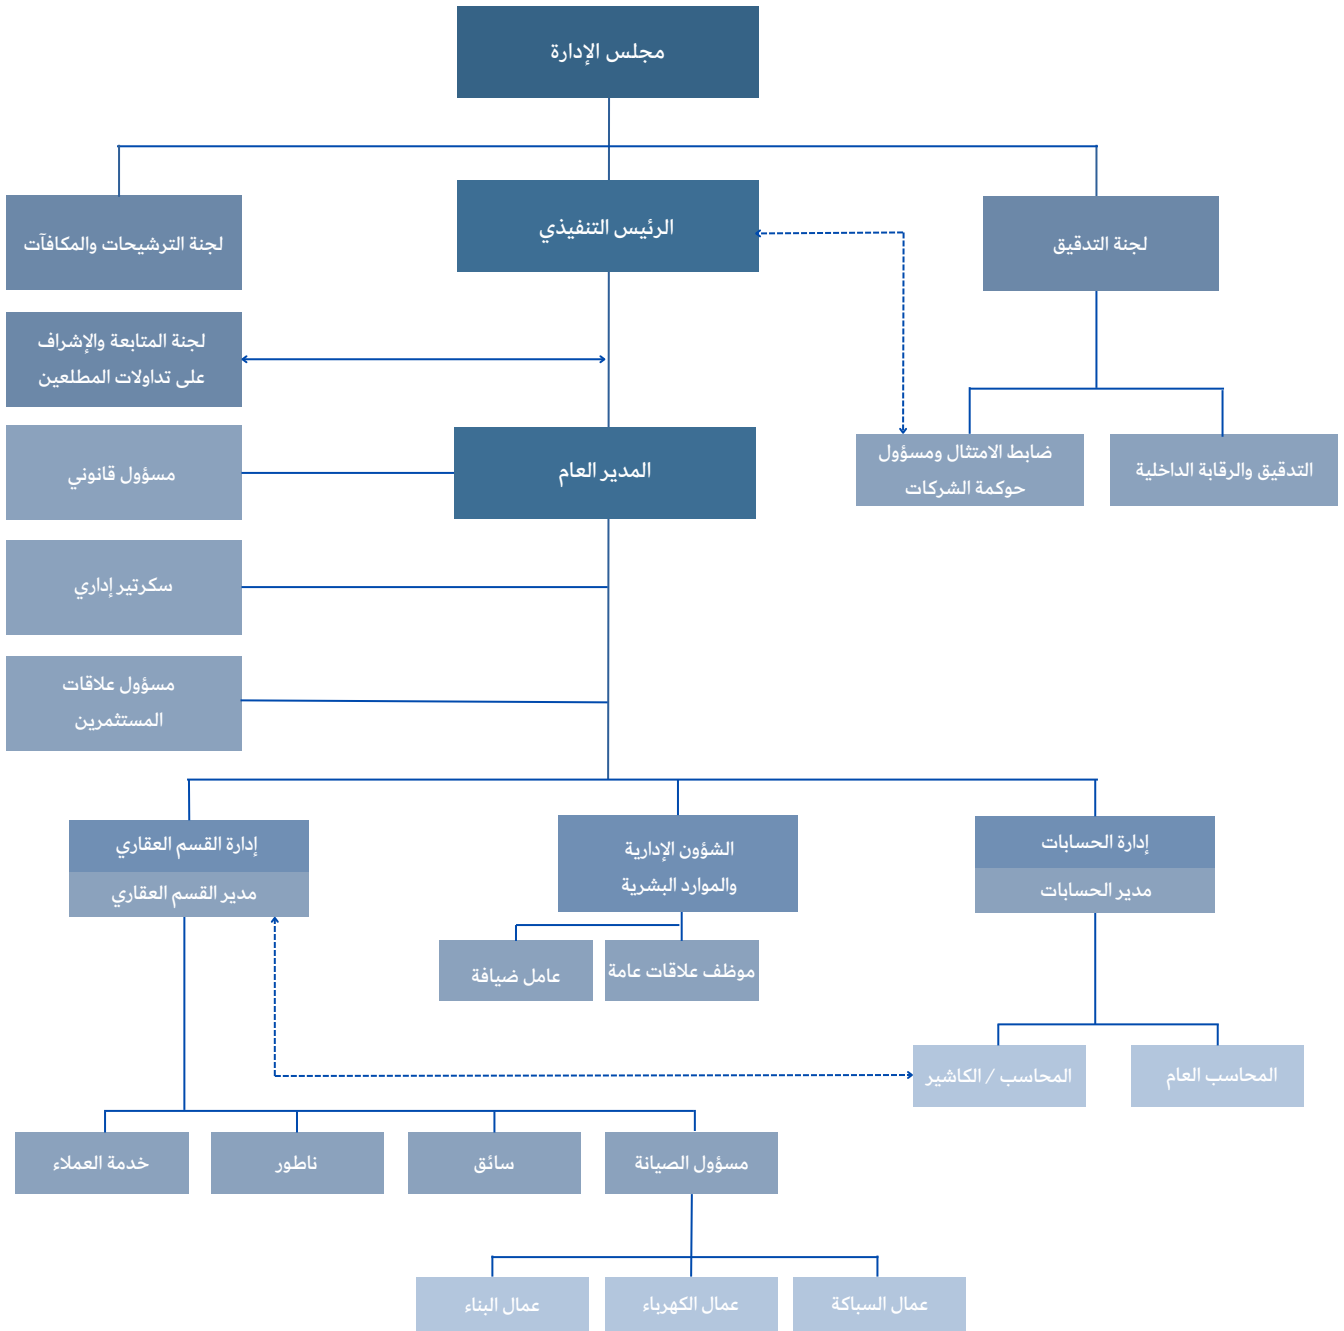 مجلس الإدارة
الرئيس التنفيذي
لجنة التدقيق
لجنة الترشيحات والمكافآت
لجنة المتابعة والإشراف
على تداولات المطلعين
التدقيق والرقابة الداخلية
ضابط الامتثال ومسؤول
حوكمة الشركات
المدير العام
مسؤول قانوني
سكرتير إداري
مسؤول علاقات
المستثمرين
إدارة الحسابات
مدير الحسابات
الشؤون الإدارية
والموارد البشرية
إدارة القسم العقاري
مدير القسم العقاري
موظف علاقات عامة
عامل ضيافة
المحاسب العام
المحاسب / الكاشير
مسؤول الصيانة
سائق
ناطور
خدمة العملاء
عمال السباكة
عمال الكهرباء
عمال البناء